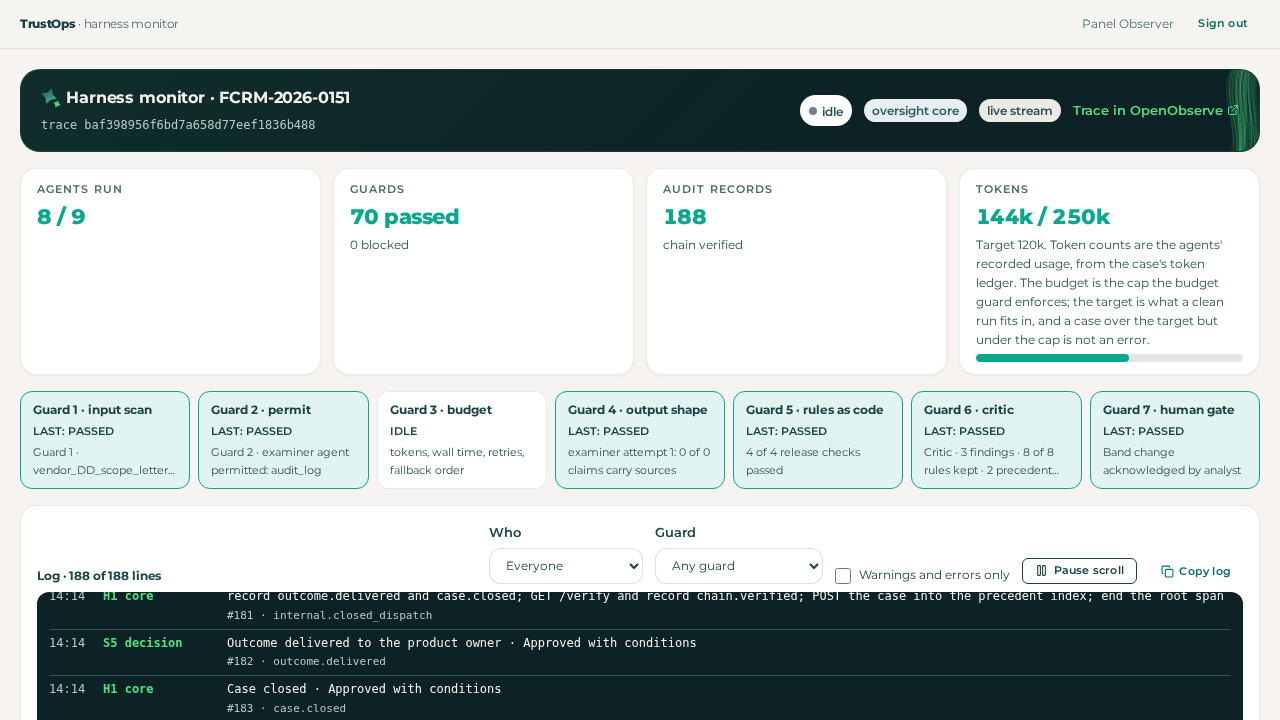 TrustOps · harness monitor
Panel Observer
Sign out
Harness monitor · FCRM-2026-0151
trace baf398956f6bd7a658d77eef1836b488
idle
oversight core
live stream
Trace in OpenObserve
AGENTS RUN
8 / 9
GUARDS
70 passed
0 blocked
AUDIT RECORDS
188
chain verified
TOKENS
144k / 250k
Target 120k. Token counts are the agents'
recorded usage, from the case's token
ledger. The budget is the cap the budget
guard enforces; the target is what a clean
run fits in, and a case over the target but
under the cap is not an error.
Guard 1 · input scan
LAST: PASSED
Guard 1 ·
vendor_DD_scope_letter…
Guard 2 · permit
LAST: PASSED
Guard 2 · examiner agent
permitted: audit_log
Guard 3 · budget
IDLE
tokens, wall time, retries,
fallback order
Guard 4 · output shape
LAST: PASSED
examiner attempt 1: 0 of 0
claims carry sources
Guard 5 · rules as code
LAST: PASSED
4 of 4 release checks
passed
Guard 6 · critic
LAST: PASSED
Critic · 3 findings · 8 of 8
rules kept · 2 precedent…
Guard 7 · human gate
LAST: PASSED
Band change
acknowledged by analyst
Log · 188 of 188 lines
Who
Everyone
Guard
Any guard
Warnings and errors only
Pause scroll
Copy log
14:14 H1 core record outcome.delivered and case.closed; GET /verify and record chain.verified; POST the case into the precedent index; end the root span
#181 · internal.closed_dispatch
14:14 S5 decision Outcome delivered to the product owner · Approved with conditions
#182 · outcome.delivered
14:14 H1 core Case closed · Approved with conditions
#183 · case.closed